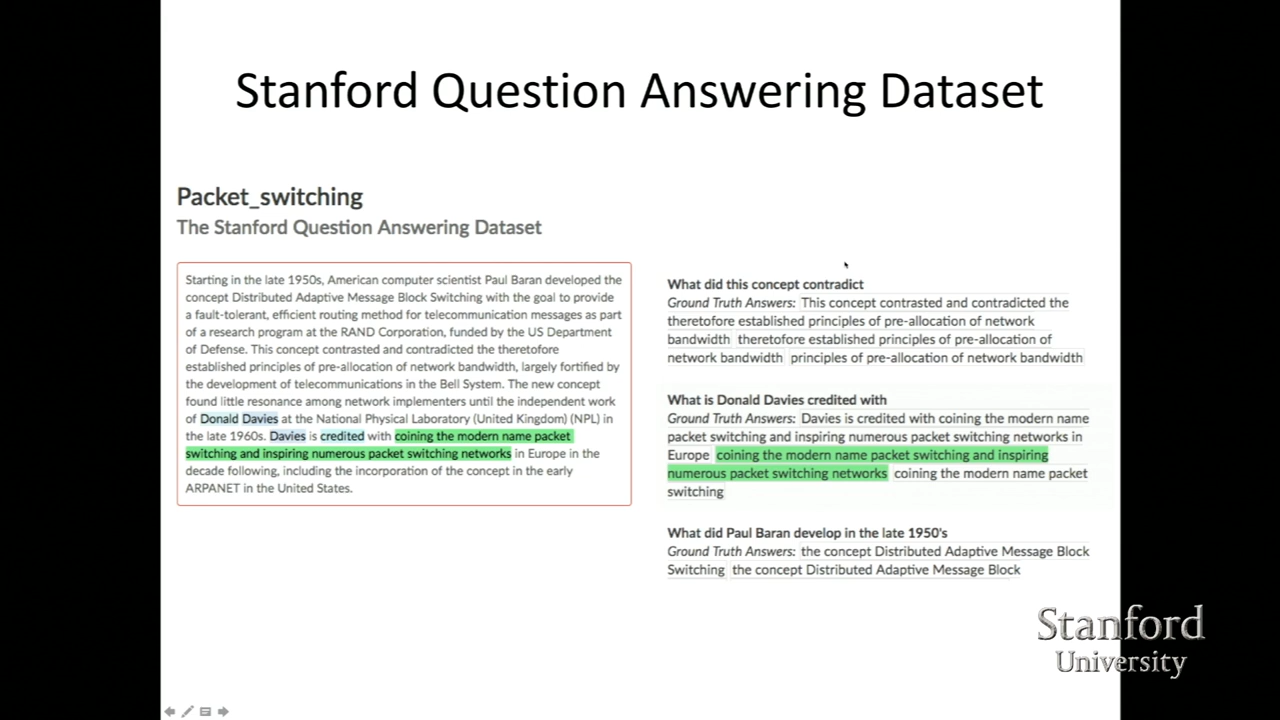 Stanford Question Answering Dataset
Packet_switching
The Stanford Question Answering Dataset
Starting in the late 1950s, American computer scientist Paul Baran developed the
concept Distributed Adaptive Message Block Switching with the goal to provide
a fault-tolerant, efficient routing method for telecommunication messages as part
of a research program at the RAND Corporation, funded by the US Department
of Defense. This concept contrasted and contradicted the theretofore
established principles of pre-allocation of network bandwidth, largely fortified by
the development of telecommunications in the Bell System. The new concept
found little resonance among network implementers until the independent work
of Donald Davies at the National Physical Laboratory (United Kingdom) (NPL) in
the late 1960s. Davies is credited with coining the modern name packet
switching and inspiring numerous packet switching networks in Europe in the
decade following, including the incorporation of the concept in the early
ARPANET in the United States.
What did this concept contradict
Ground Truth Answers: This concept contrasted and contradicted the
theretofore established principles of pre-allocation of network
bandwidth theretofore established principles of pre-allocation of
network bandwidth principles of pre-allocation of network bandwidth
What is Donald Davies credited with
Ground Truth Answers: Davies is credited with coining the modern name
packet switching and inspiring numerous packet switching networks in
Europe coining the modern name packet switching and inspiring
numerous packet switching networks coining the modern name packet
switching
What did Paul Baran develop in the late 1950's
Ground Truth Answers: the concept Distributed Adaptive Message Block
Switching the concept Distributed Adaptive Message Block
Stanford
University